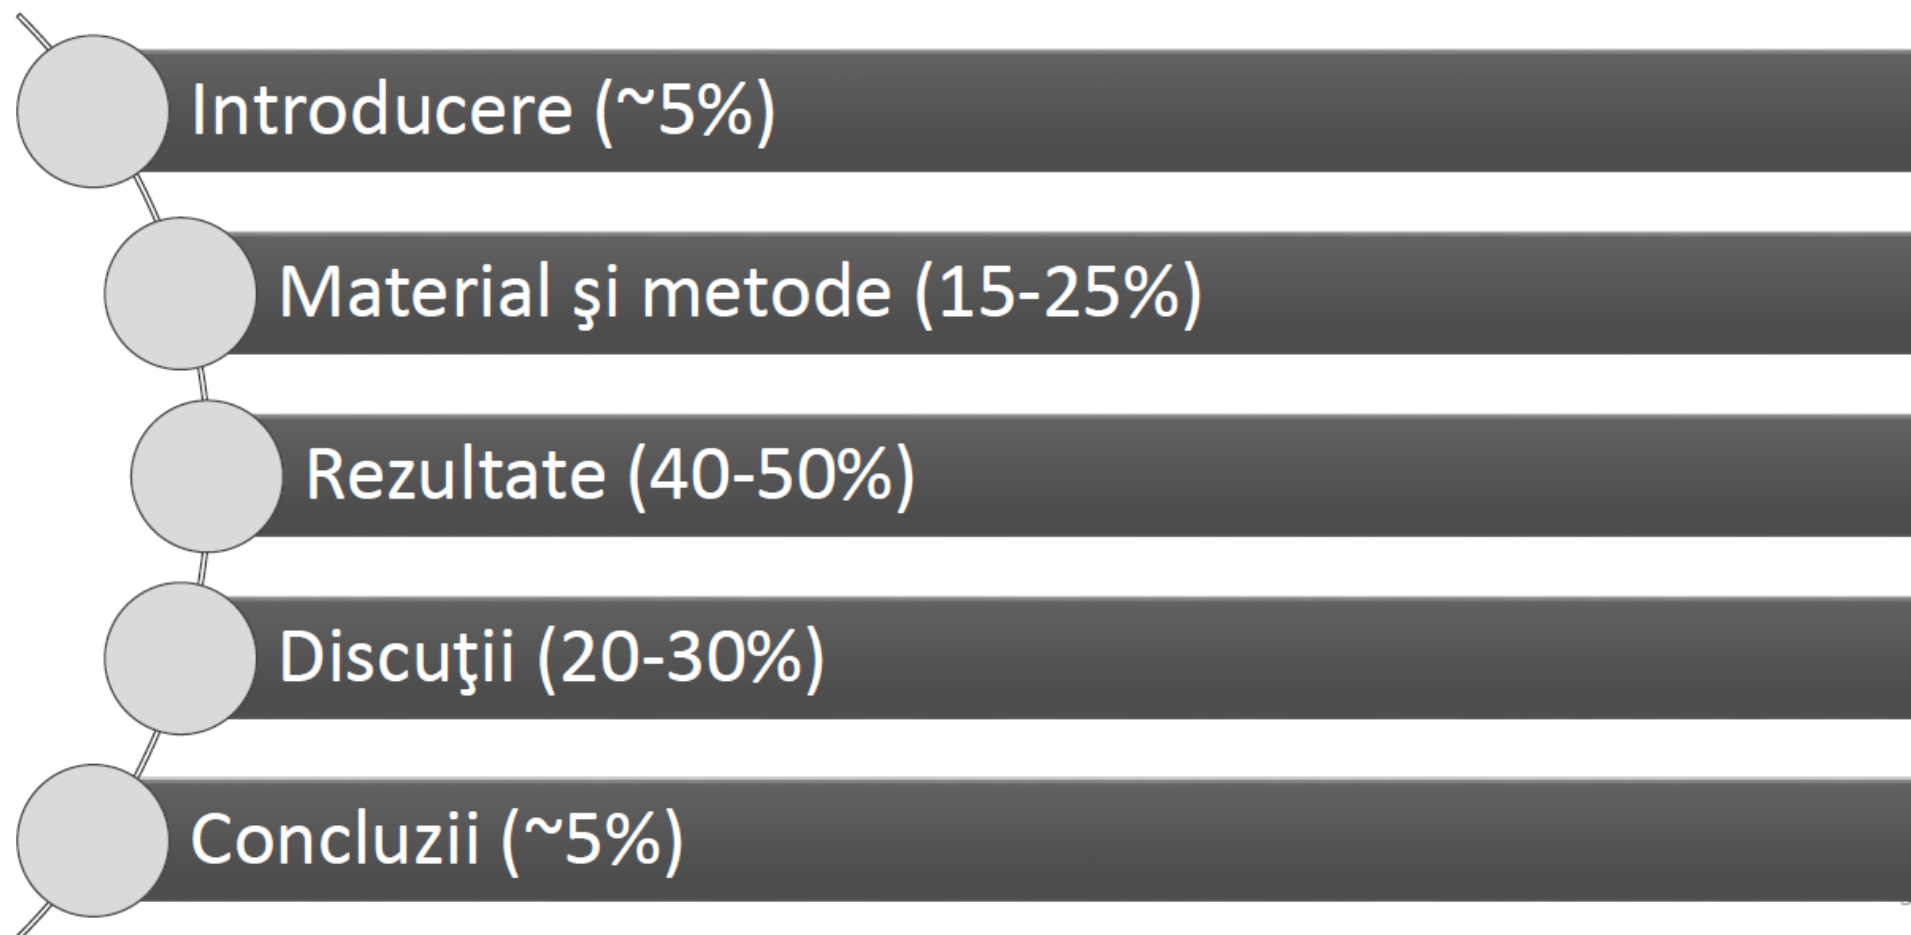 Introducere (~5%)
Material şi metode (15-25%)
Rezultate (40-50%)
Discuţii (20-30%)
Concluzii (~5%)